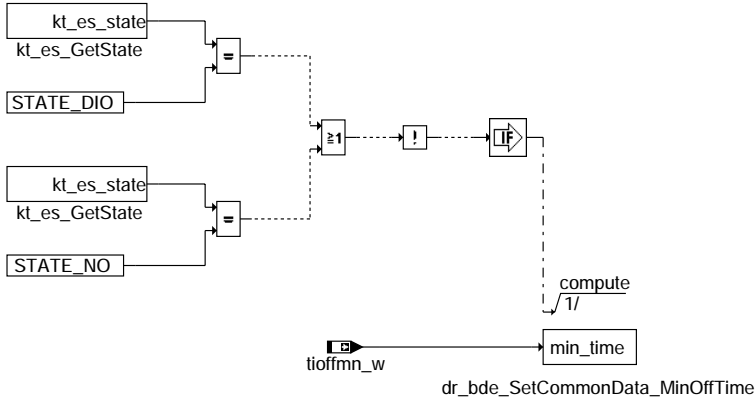 kt_es_state
kt_es_GetState
=
STATE_DIO
≥1
!
IF
kt_es_state
kt_es_GetState
=
STATE_NO
compute
1/
min_time
tioffmn_w
dr_bde_SetCommonData_MinOffTime